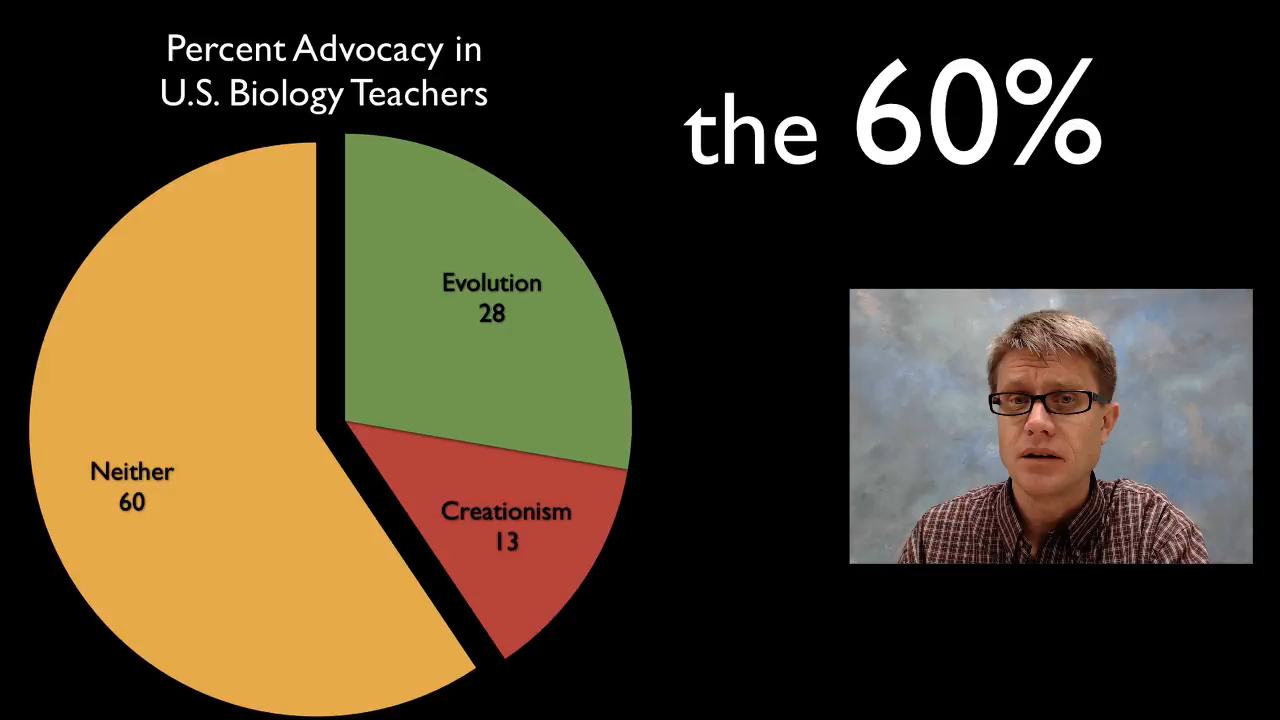 Percent Advocacy in
U.S. Biology Teachers
the 60%
Evolution
28
Neither
60
Creationism
13